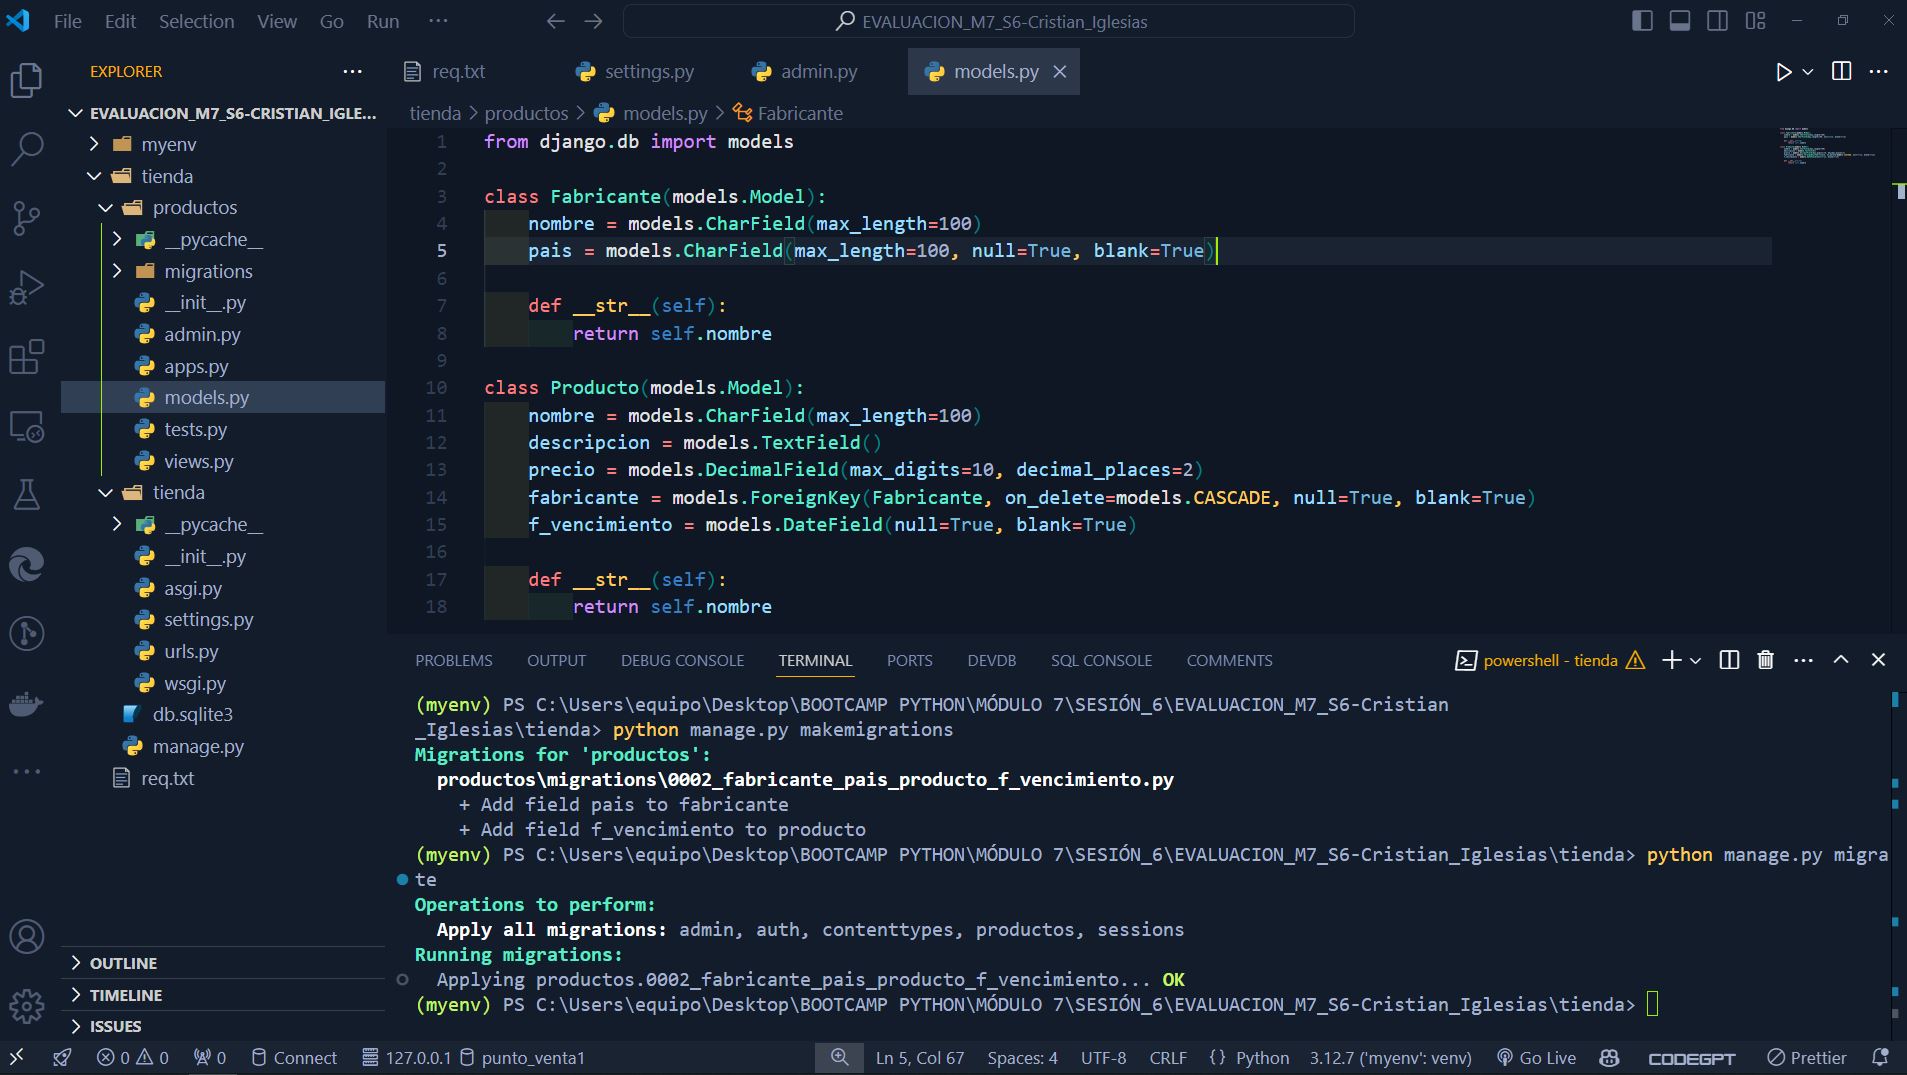 File Edit Selection View Go Run ··· EVALUACION_M7_S6-Cristian_Iglesias
EXPLORER
EVALUACION_M7_S6-CRISTIAN_IGLE...
myenv
tienda
productos
__pycache__
migrations
__init__.py
admin.py
apps.py
models.py
tests.py
views.py
tienda
__pycache__
__init__.py
asgi.py
settings.py
urls.py
wsgi.py
db.sqlite3
manage.py
req.txt
OUTLINE
TIMELINE
ISSUES
req.txt settings.py admin.py models.py
tienda > productos > models.py > Fabricante
1 from django.db import models
2
3 class Fabricante(models.Model):
4     nombre = models.CharField(max_length=100)
5     pais = models.CharField(max_length=100, null=True, blank=True)
6
7     def __str__(self):
8         return self.nombre
9
10 class Producto(models.Model):
11     nombre = models.CharField(max_length=100)
12     descripcion = models.TextField()
13     precio = models.DecimalField(max_digits=10, decimal_places=2)
14     fabricante = models.ForeignKey(Fabricante, on_delete=models.CASCADE, null=True, blank=True)
15     f_vencimiento = models.DateField(null=True, blank=True)
16
17     def __str__(self):
18         return self.nombre
PROBLEMS OUTPUT DEBUG CONSOLE TERMINAL PORTS DEVDB SQL CONSOLE COMMENTS powershell - tienda
(myenv) PS C:\Users\equipo\Desktop\BOOTCAMP PYTHON\MÓDULO 7\SESIÓN_6\EVALUACION_M7_S6-Cristian
_Iglesias\tienda> python manage.py makemigrations
Migrations for 'productos':
  productos\migrations\0002_fabricante_pais_producto_f_vencimiento.py
    + Add field pais to fabricante
    + Add field f_vencimiento to producto
(myenv) PS C:\Users\equipo\Desktop\BOOTCAMP PYTHON\MÓDULO 7\SESIÓN_6\EVALUACION_M7_S6-Cristian_Iglesias\tienda> python manage.py migra
te
Operations to perform:
  Apply all migrations: admin, auth, contenttypes, productos, sessions
Running migrations:
  Applying productos.0002_fabricante_pais_producto_f_vencimiento... OK
(myenv) PS C:\Users\equipo\Desktop\BOOTCAMP PYTHON\MÓDULO 7\SESIÓN_6\EVALUACION_M7_S6-Cristian_Iglesias\tienda>
0 0 0 Connect 127.0.0.1 punto_venta1 Ln 5, Col 67 Spaces: 4 UTF-8 CRLF {} Python 3.12.7 ('myenv': venv) Go Live CODEGPT Prettier